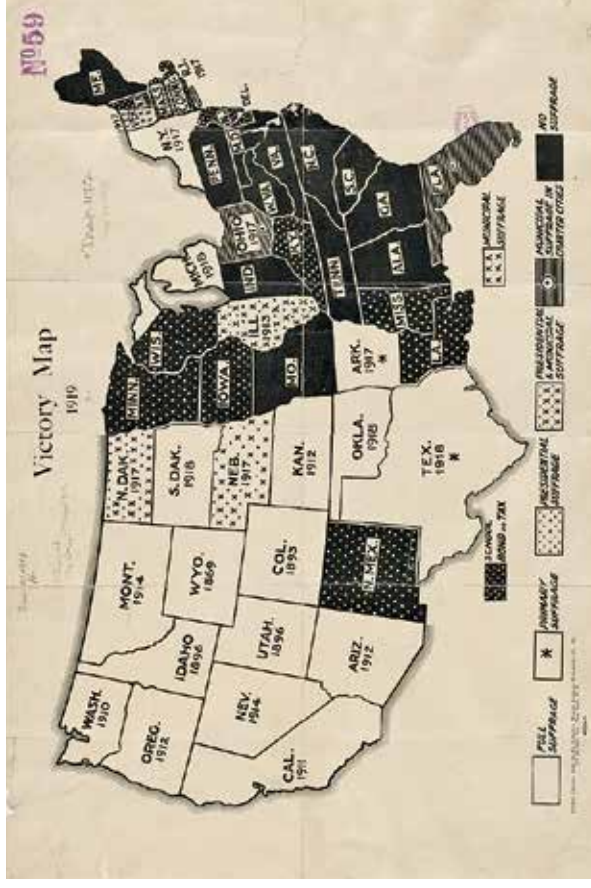 Nº 59
Victory Map
1919
WASH.
1910
OREG.
1912
CAL.
1911
IDAHO
1896
NEV.
1914
MONT.
1914
WYO.
1869
UTAH.
1896
COL.
1893
ARIZ.
1912
N. MEX.
N. DAK.
1917
S. DAK.
1918
NEB.
1917
KAN.
1912
OKLA.
1918
TEX.
1918
MINN.
IOWA
MO.
ARK.
1917
LA.
WIS.
ILL.
1913
MISS.
MICH.
1918
IND.
KY.
TENN
ALA.
OHIO
1917
W.VA.
GA.
FLA.
PENN.
MD.
VA.
N.C.
S.C.
N.Y.
1917
DEL.
R.I.
1917
ME.
SCHOOL
BOND OR TAX
MUNICIPAL
SUFFRAGE
FULL
SUFFRAGE
PRIMARY
SUFFRAGE
PRESIDENTIAL
SUFFRAGE
PRESIDENTIAL
& MUNICIPAL
SUFFRAGE
MUNICIPAL
SUFFRAGE IN
CHARTER CITIES
NO
SUFFRAGE